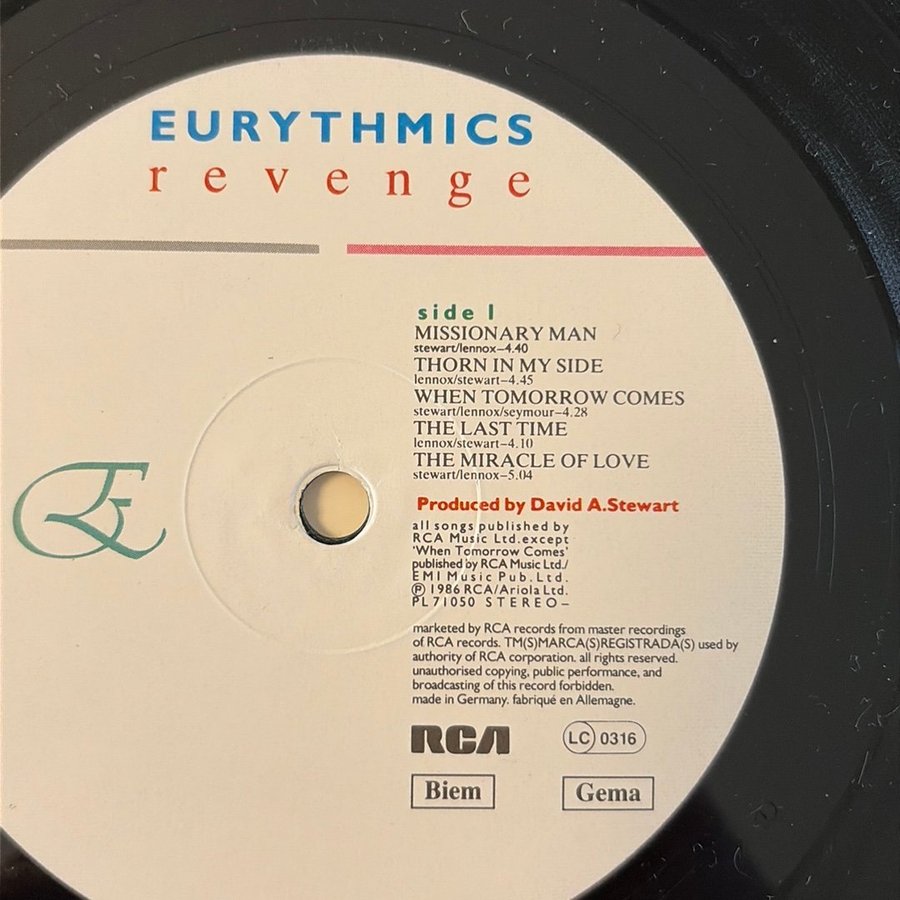 EURYTHMICS
revenge
side 1
MISSIONARY MAN
stewart/lennox–4.40
THORN IN MY SIDE
lennox/stewart–4.45
WHEN TOMORROW COMES
stewart/lennox/seymour–4.28
THE LAST TIME
lennox/stewart–4.10
THE MIRACLE OF LOVE
stewart/lennox–5.04
Produced by David A.Stewart
all songs published by
RCA Music Ltd.except
'When Tomorrow Comes'
published by RCA Music Ltd./
EMI Music Pub. Ltd.
℗ 1986 RCA/Ariola Ltd.
PL 71050 STEREO–
marketed by RCA records from master recordings
of RCA records. TM(S)MARCA(S)REGISTRADA(S) used by
authority of RCA corporation. all rights reserved.
unauthorised copying, public performance, and
broadcasting of this record forbidden.
made in Germany. fabriqué en Allemagne.
RCA
LC 0316
Biem
Gema